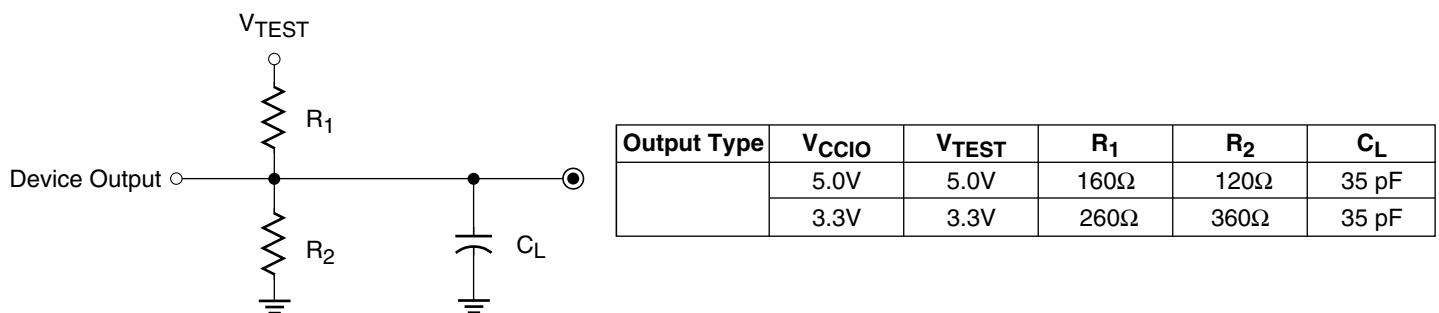 VTEST
R1
Device Output
R2
CL
Output Type VCCIO VTEST R1 R2 CL
5.0V 5.0V 160Ω 120Ω 35 pF
3.3V 3.3V 260Ω 360Ω 35 pF